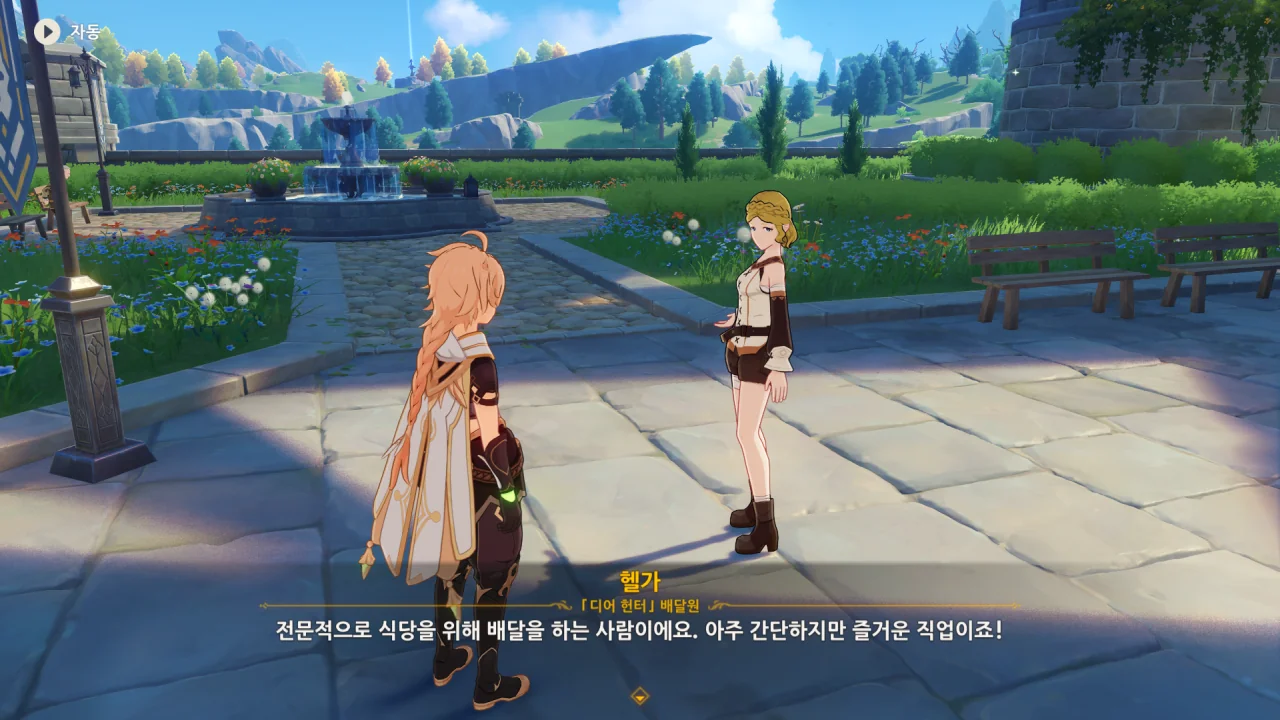 자동
헬가
「디어 헌터」 배달원
전문적으로 식당을 위해 배달을 하는 사람이에요. 아주 간단하지만 즐거운 직업이죠!